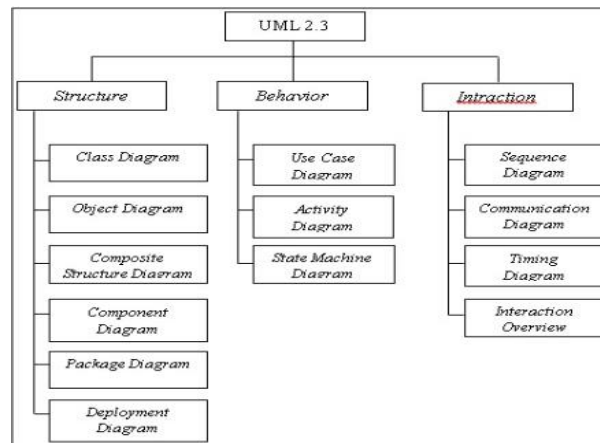 UML 2.3
Structure
Behavior
Intraction
Class Diagram
Object Diagram
Composite
Structure Diagram
Component
Diagram
Package Diagram
Deployment
Diagram
Use Case
Diagram
Activity
Diagram
State Machine
Diagram
Sequence
Diagram
Communication
Diagram
Timing
Diagram
Interaction
Overview